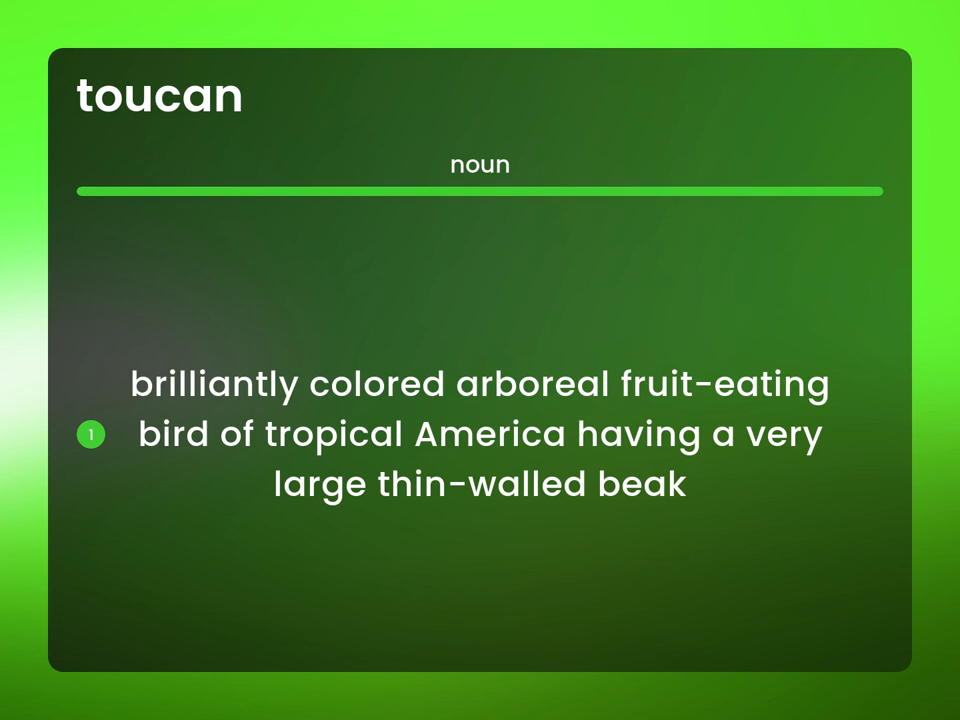 toucan
noun
brilliantly colored arboreal fruit-eating
1 bird of tropical America having a very
large thin-walled beak